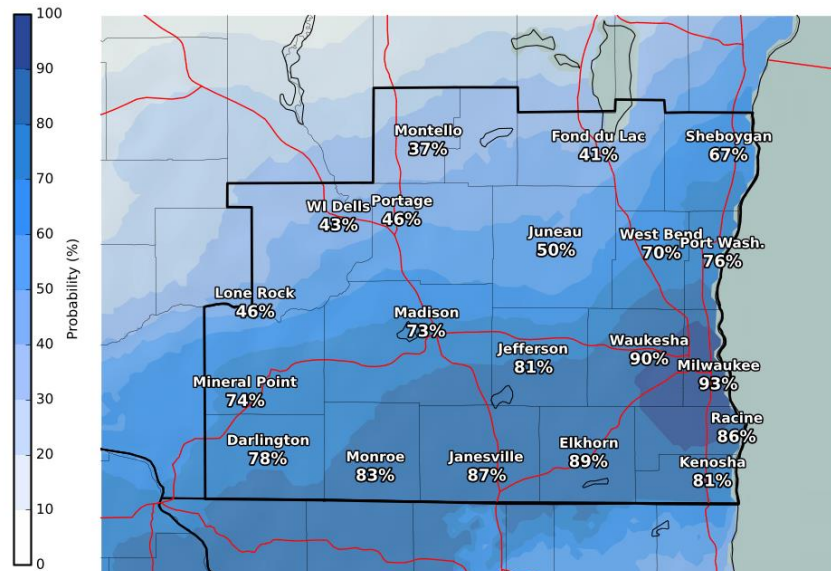 100
90
80
70
60
50
40
30
20
10
0
Probability (%)
Montello
37%
Fond du Lac
41%
Sheboygan
67%
WI Dells
43%
Portage
46%
Juneau
50%
West Bend
70%
Port Wash.
76%
Lone Rock
46%
Madison
73%
Jefferson
81%
Waukesha
90%
Milwaukee
93%
Mineral Point
74%
Racine
86%
Darlington
78%
Monroe
83%
Janesville
87%
Elkhorn
89%
Kenosha
81%